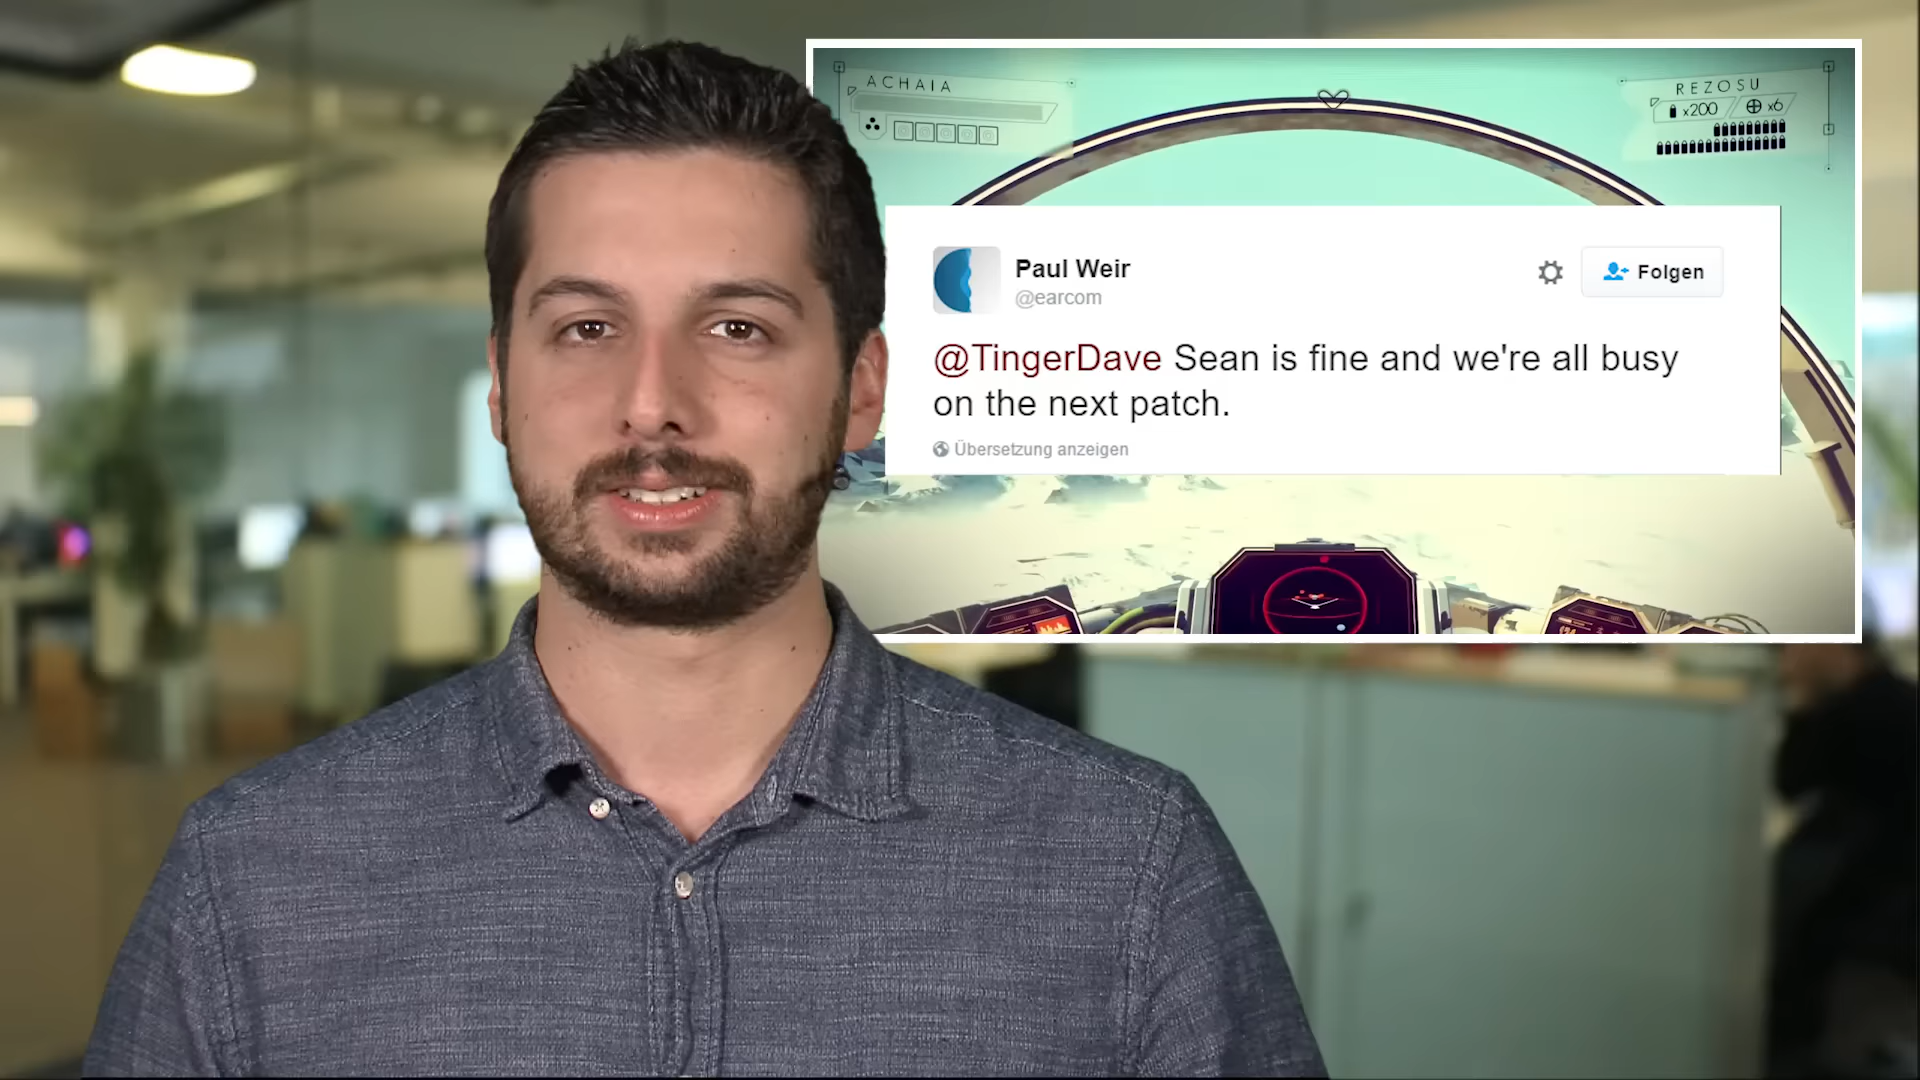 ACHAIA
REZOSU
x200 x6
Paul Weir
@earcom
Folgen
@TingerDave Sean is fine and we're all busy
on the next patch.
Übersetzung anzeigen